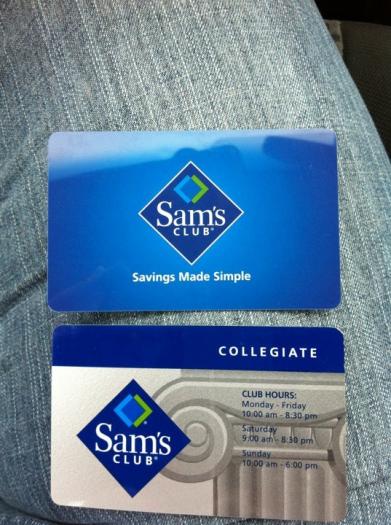 Sam's
CLUB®
Savings Made Simple
COLLEGIATE
Sam's
CLUB®
CLUB HOURS:
Monday - Friday
10:00 am - 8:30 pm
Saturday
9:00 am - 8:30 pm
Sunday
10:00 am - 6:00 pm